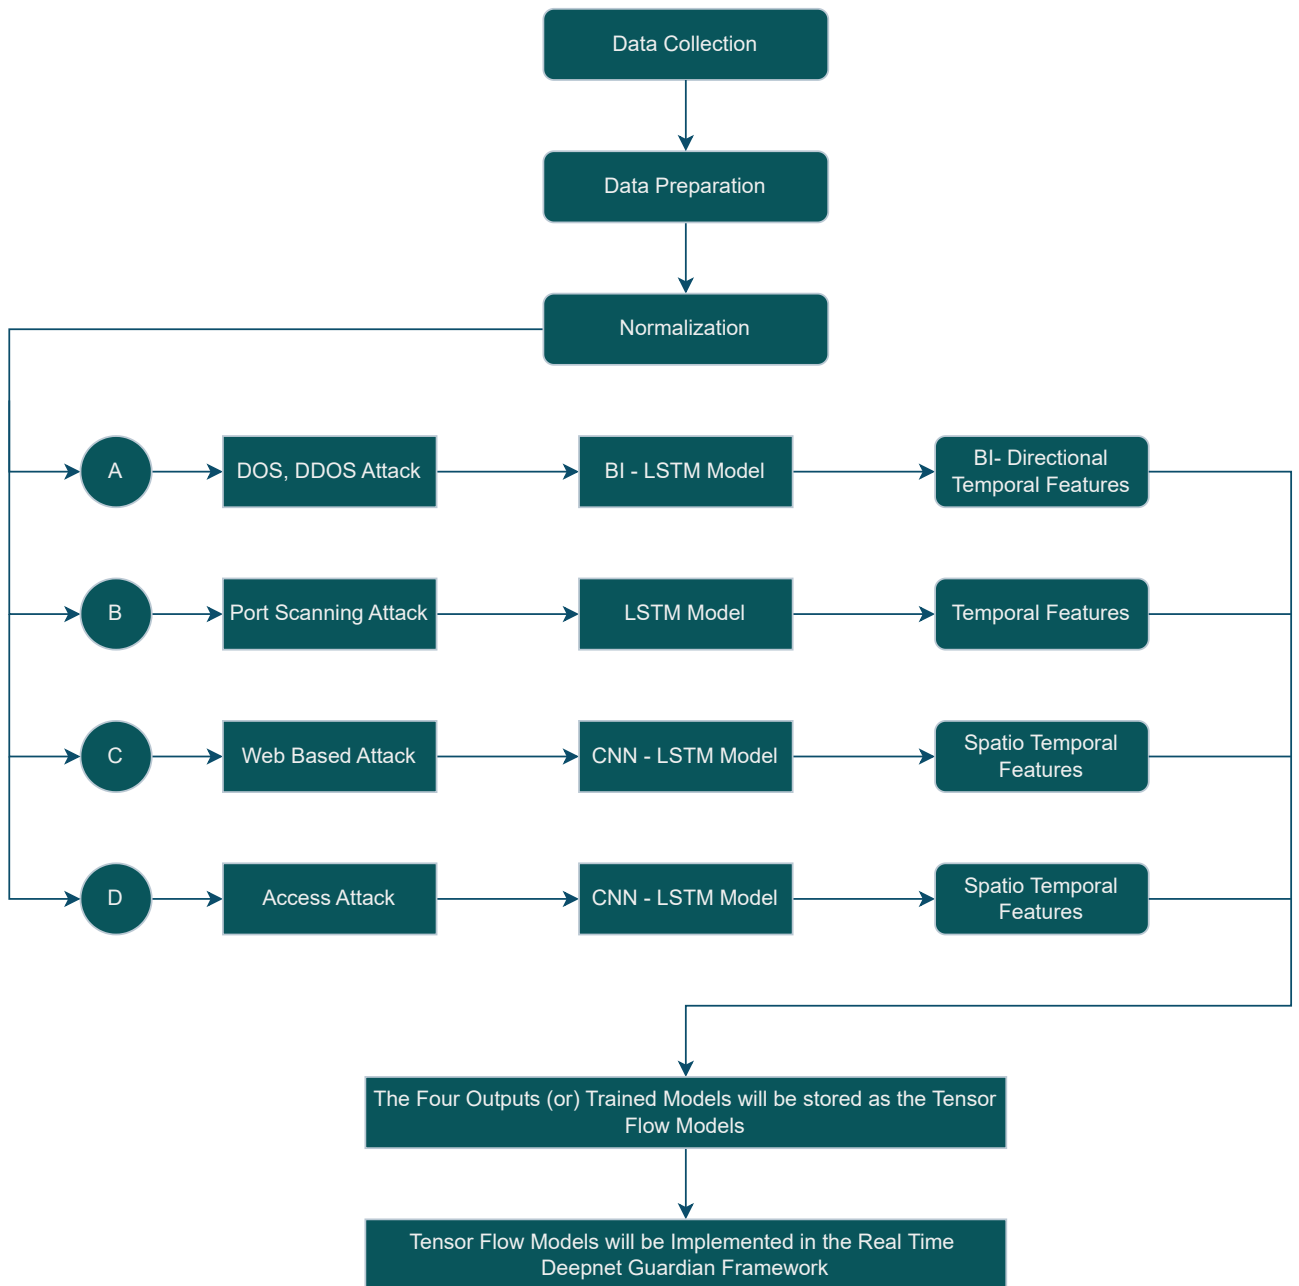 Data Collection
Data Preparation
Normalization
A
DOS, DDOS Attack
BI - LSTM Model
BI- Directional
Temporal Features
B
Port Scanning Attack
LSTM Model
Temporal Features
C
Web Based Attack
CNN - LSTM Model
Spatio Temporal
Features
D
Access Attack
CNN - LSTM Model
Spatio Temporal
Features
The Four Outputs (or) Trained Models will be stored as the Tensor
Flow Models
Tensor Flow Models will be Implemented in the Real Time
Deepnet Guardian Framework